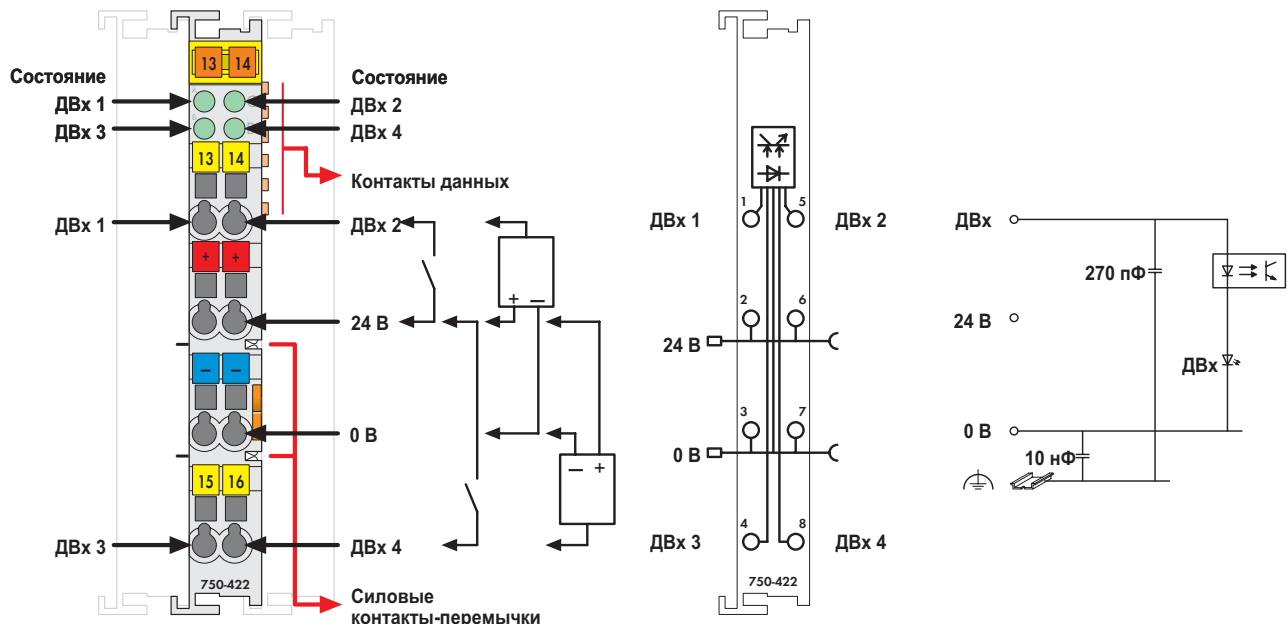 13 14
Состояние
Состояние
ДВх 1
ДВх 2
ДВх 3
ДВх 4
13 14
Контакты данных
ДВх 1
ДВх 2
+ +
+ —
24 В
— —
0 В
— +
15 16
ДВх 3
ДВх 4
750-422
Силовые
контакты-перемычки
1 5
ДВх 1
ДВх 2
2 6
24 В
3 7
0 В
4 8
ДВх 3
ДВх 4
750-422
ДВх
270 пФ
24 В
ДВх
0 В
10 нФ